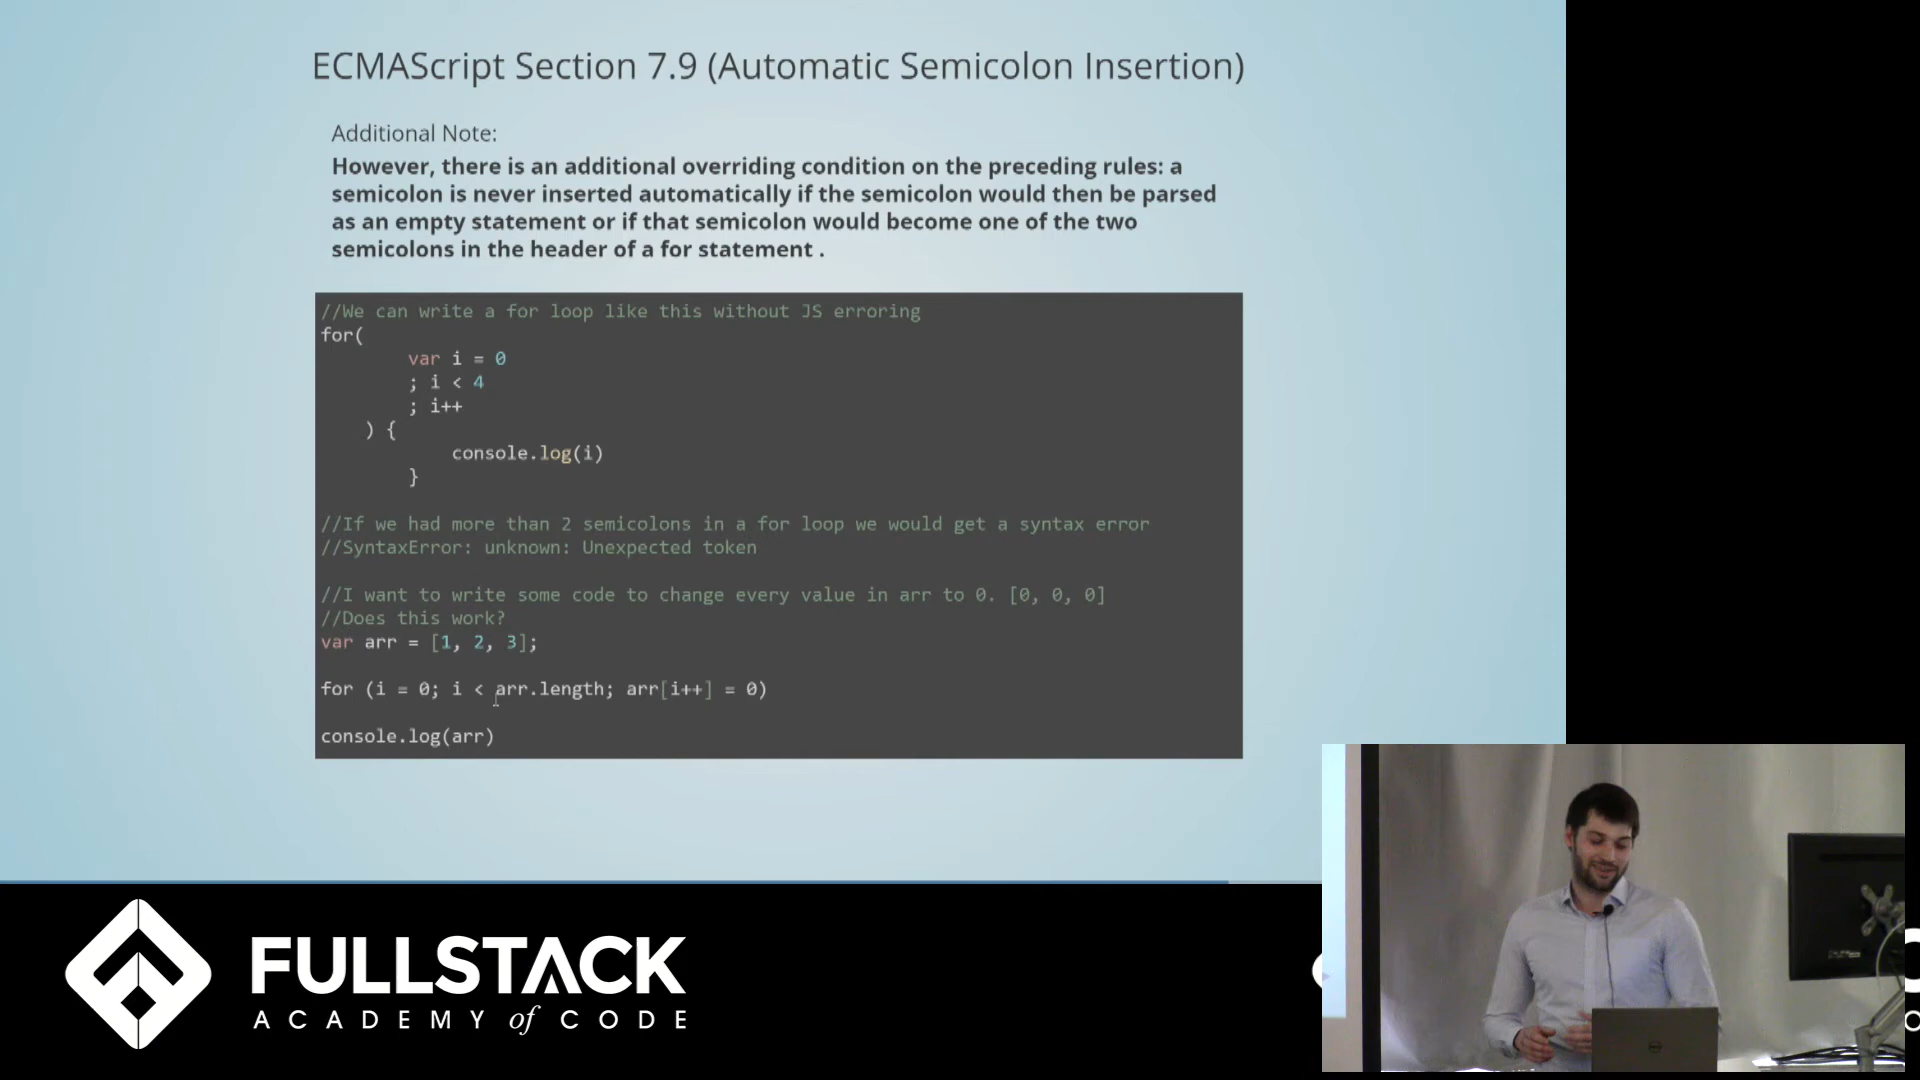 ECMAScript Section 7.9 (Automatic Semicolon Insertion)
Additional Note:
However, there is an additional overriding condition on the preceding rules: a
semicolon is never inserted automatically if the semicolon would then be parsed
as an empty statement or if that semicolon would become one of the two
semicolons in the header of a for statement .
//We can write a for loop like this without JS erroring
for(
var i = 0
; i < 4
; i++
) {
console.log(i)
}
//If we had more than 2 semicolons in a for loop we would get a syntax error
//SyntaxError: unknown: Unexpected token
//I want to write some code to change every value in arr to 0. [0, 0, 0]
//Does this work?
var arr = [1, 2, 3];
for (i = 0; i < arr.length; arr[i++] = 0)
console.log(arr)
FULLSTACK
ACADEMY of CODE